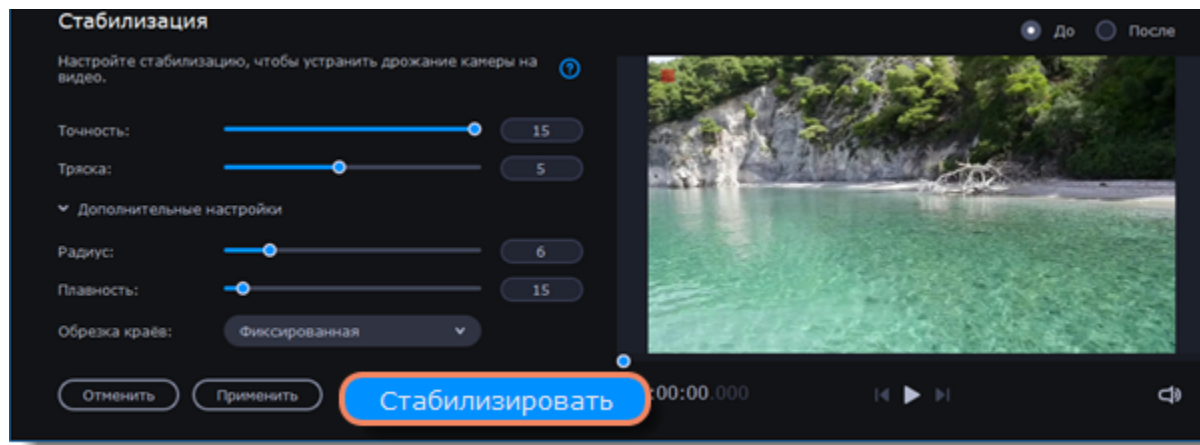 Стабилизация
До
После
Настройте стабилизацию, чтобы устранить дрожание камеры на
видео.
?
Точность:
15
Тряска:
5
Дополнительные настройки
Радиус:
6
Плавность:
15
Обрезка краёв:
Фиксированная
Отменить
Применить
Стабилизировать
:00:00.000